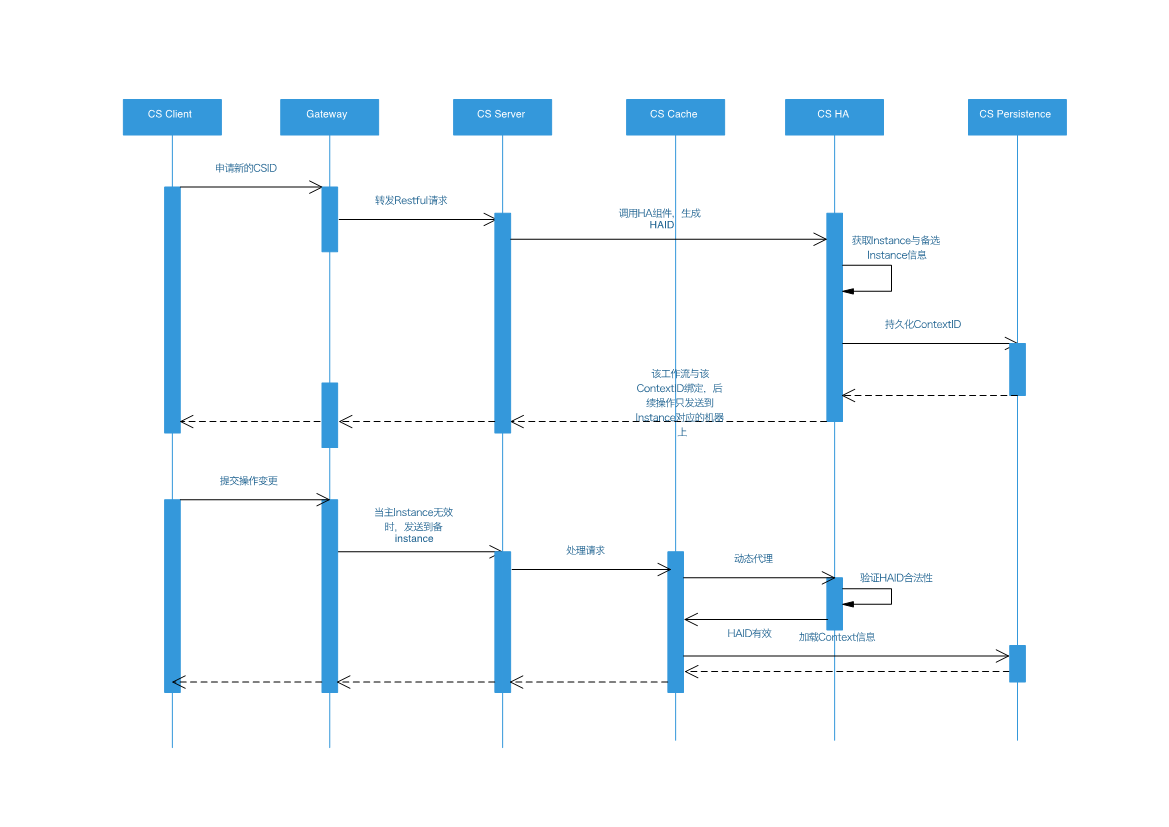 CS Client
Gateway
CS Server
CS Cache
CS HA
CS Persistence
申请新的CSID
转发Restful请求
调用HA组件，生成
HAID
获取Instance与备选
Instance信息
持久化ContextID
该工作流与该
ContextID绑定，后
续操作只发送到
Instance对应的机器
上
提交操作变更
当主Instance无效
时，发送到备
instance
处理请求
动态代理
验证HAID合法性
HAID有效
加载Context信息